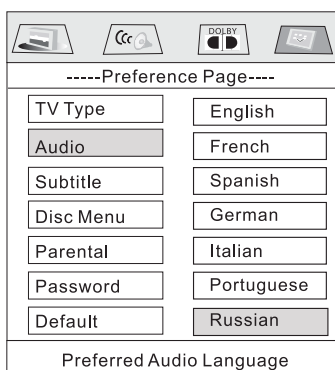 DOLBY
-----Preference Page----
TV Type
Audio
Subtitle
Disc Menu
Parental
Password
Default
English
French
Spanish
German
Italian
Portuguese
Russian
Preferred Audio Language